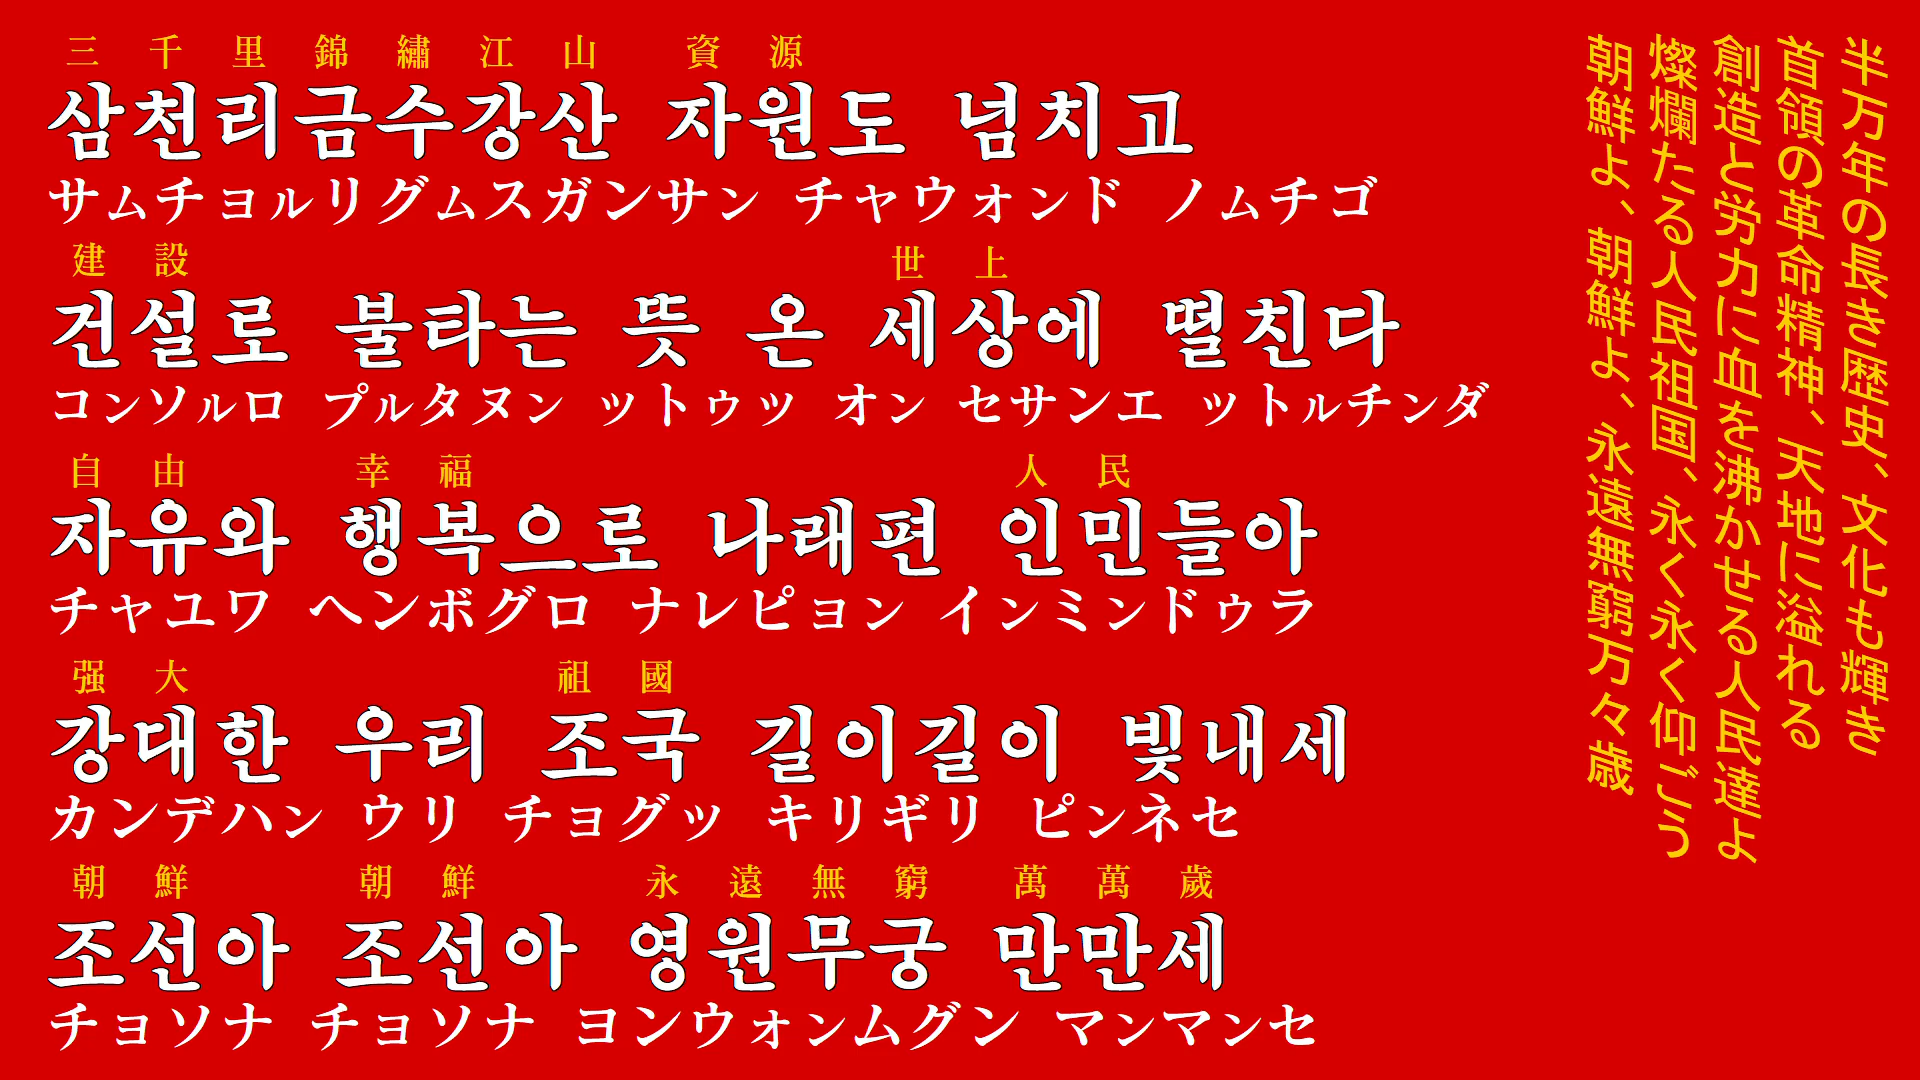 三千里錦繡江山 資源
삼천리금수강산 자원도 넘치고
サㇺチョㇽリグㇺスガンサン チャウォンド ノㇺチゴ
建設 世上
건설로 불타는 뜻 온 세상에 떨친다
コンソㇽロ プㇽタヌン ットゥッ オン セサンエ ットㇽチンダ
自由 幸福 人民
자유와 행복으로 나래편 인민들아
チャユワ ヘンボグロ ナレピョン インミンドゥラ
强大 祖國
강대한 우리 조국 길이길이 빛내세
カンデハン ウリ チョグッ キリギリ ピンネセ
朝鮮 朝鮮 永遠無窮 萬萬歲
조선아 조선아 영원무궁 만만세
チョソナ チョソナ ヨンウォンムグン マンマンセ
半万年の長き歴史、文化も輝き
首領の革命精神、天地に溢れる
創造と労力に血を沸かせる人民達よ
燦爛たる人民祖国、永く永く仰ごう
朝鮮よ、朝鮮よ、永遠無窮万々歳